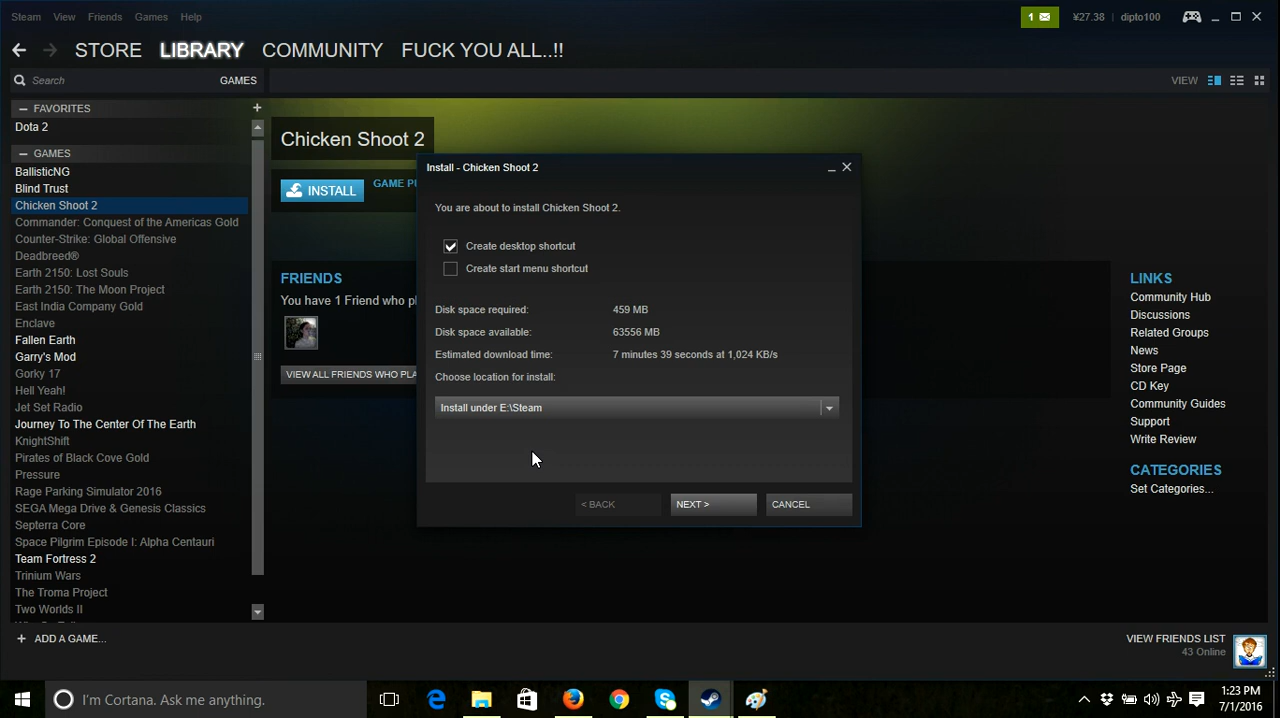 Steam View Friends Games Help
1 ¥27.38 | dipto100
STORE LIBRARY COMMUNITY FUCK YOU ALL..!!
Search GAMES
VIEW
— FAVORITES +
Dota 2
— GAMES
BallisticNG
Blind Trust
Chicken Shoot 2
Commander: Conquest of the Americas Gold
Counter-Strike: Global Offensive
Deadbreed®
Earth 2150: Lost Souls
Earth 2150: The Moon Project
East India Company Gold
Enclave
Fallen Earth
Garry's Mod
Gorky 17
Hell Yeah!
Jet Set Radio
Journey To The Center Of The Earth
KnightShift
Pirates of Black Cove Gold
Pressure
Rage Parking Simulator 2016
SEGA Mega Drive & Genesis Classics
Septerra Core
Space Pilgrim Episode I: Alpha Centauri
Team Fortress 2
Trinium Wars
The Troma Project
Two Worlds II
+ ADD A GAME...
Chicken Shoot 2
INSTALL
GAME P
FRIENDS
You have 1 Friend who pl
VIEW ALL FRIENDS WHO PLA
Install - Chicken Shoot 2
You are about to install Chicken Shoot 2.
Create desktop shortcut
Create start menu shortcut
Disk space required: 459 MB
Disk space available: 63556 MB
Estimated download time: 7 minutes 39 seconds at 1,024 KB/s
Choose location for install:
Install under E:\Steam
< BACK NEXT > CANCEL
LINKS
Community Hub
Discussions
Related Groups
News
Store Page
CD Key
Community Guides
Support
Write Review
CATEGORIES
Set Categories...
VIEW FRIENDS LIST
43 Online
I'm Cortana. Ask me anything.
1:23 PM
7/1/2016